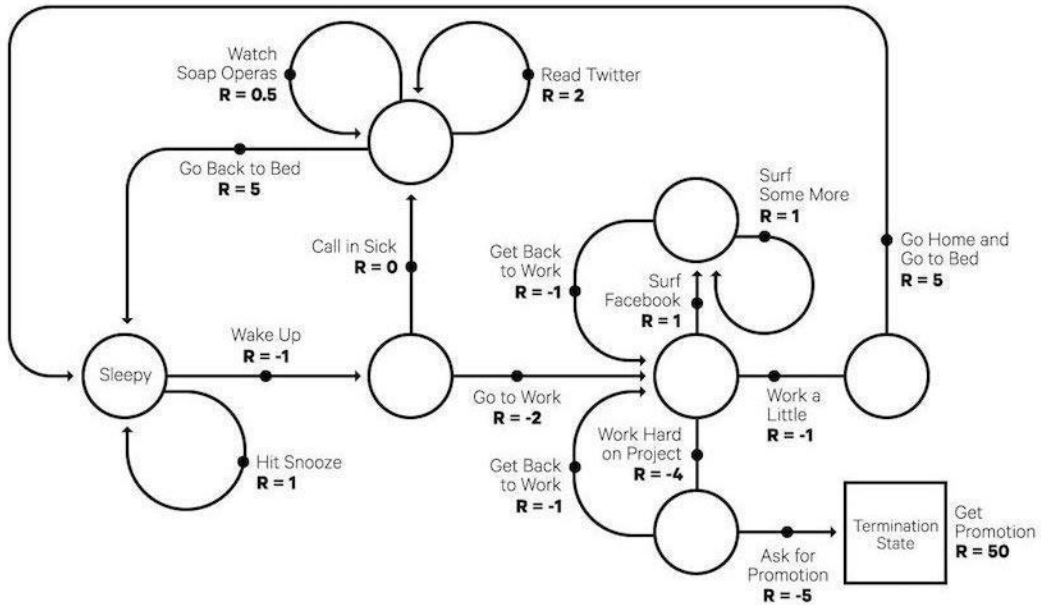 Watch
Soap Operas
R = 0.5
Read Twitter
R = 2
Go Back to Bed
R = 5
Surf
Some More
R = 1
Call in Sick
R = 0
Get Back
to Work
R = -1
Surf
Facebook
R = 1
Go Home and
Go to Bed
R = 5
Wake Up
R = -1
Sleepy
Go to Work
R = -2
Work a
Little
R = -1
Hit Snooze
R = 1
Get Back
to Work
R = -1
Work Hard
on Project
R = -4
Termination
State
Get
Promotion
R = 50
Ask for
Promotion
R = -5